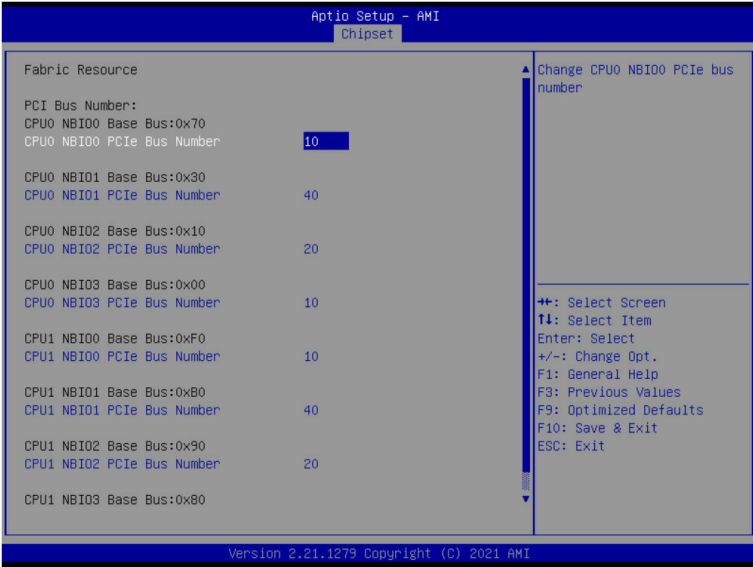 Aptio Setup - AMI
Chipset
Fabric Resource
PCI Bus Number:
CPU0 NBIO0 Base Bus:0x70
CPU0 NBIO0 PCIe Bus Number 10
CPU0 NBIO1 Base Bus:0x30
CPU0 NBIO1 PCIe Bus Number 40
CPU0 NBIO2 Base Bus:0x10
CPU0 NBIO2 PCIe Bus Number 20
CPU0 NBIO3 Base Bus:0x00
CPU0 NBIO3 PCIe Bus Number 10
CPU1 NBIO0 Base Bus:0xF0
CPU1 NBIO0 PCIe Bus Number 10
CPU1 NBIO1 Base Bus:0xB0
CPU1 NBIO1 PCIe Bus Number 40
CPU1 NBIO2 Base Bus:0x90
CPU1 NBIO2 PCIe Bus Number 20
CPU1 NBIO3 Base Bus:0x80
Change CPU0 NBIO0 PCIe bus
number
→←: Select Screen
↑↓: Select Item
Enter: Select
+/-: Change Opt.
F1: General Help
F3: Previous Values
F9: Optimized Defaults
F10: Save & Exit
ESC: Exit
Version 2.21.1279 Copyright (C) 2021 AMI